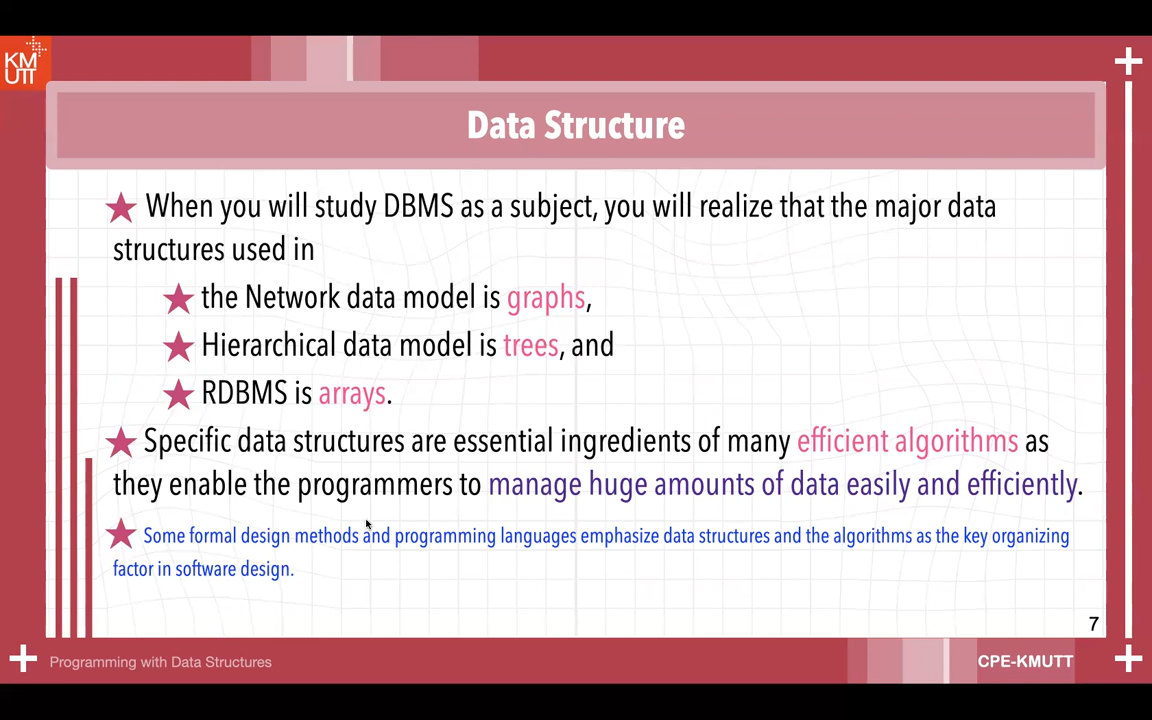 KM
UTT
Data Structure
When you will study DBMS as a subject, you will realize that the major data
structures used in
the Network data model is graphs,
Hierarchical data model is trees, and
RDBMS is arrays.
Specific data structures are essential ingredients of many efficient algorithms as
they enable the programmers to manage huge amounts of data easily and efficiently.
Some formal design methods and programming languages emphasize data structures and the algorithms as the key organizing
factor in software design.
7
Programming with Data Structures
CPE-KMUTT